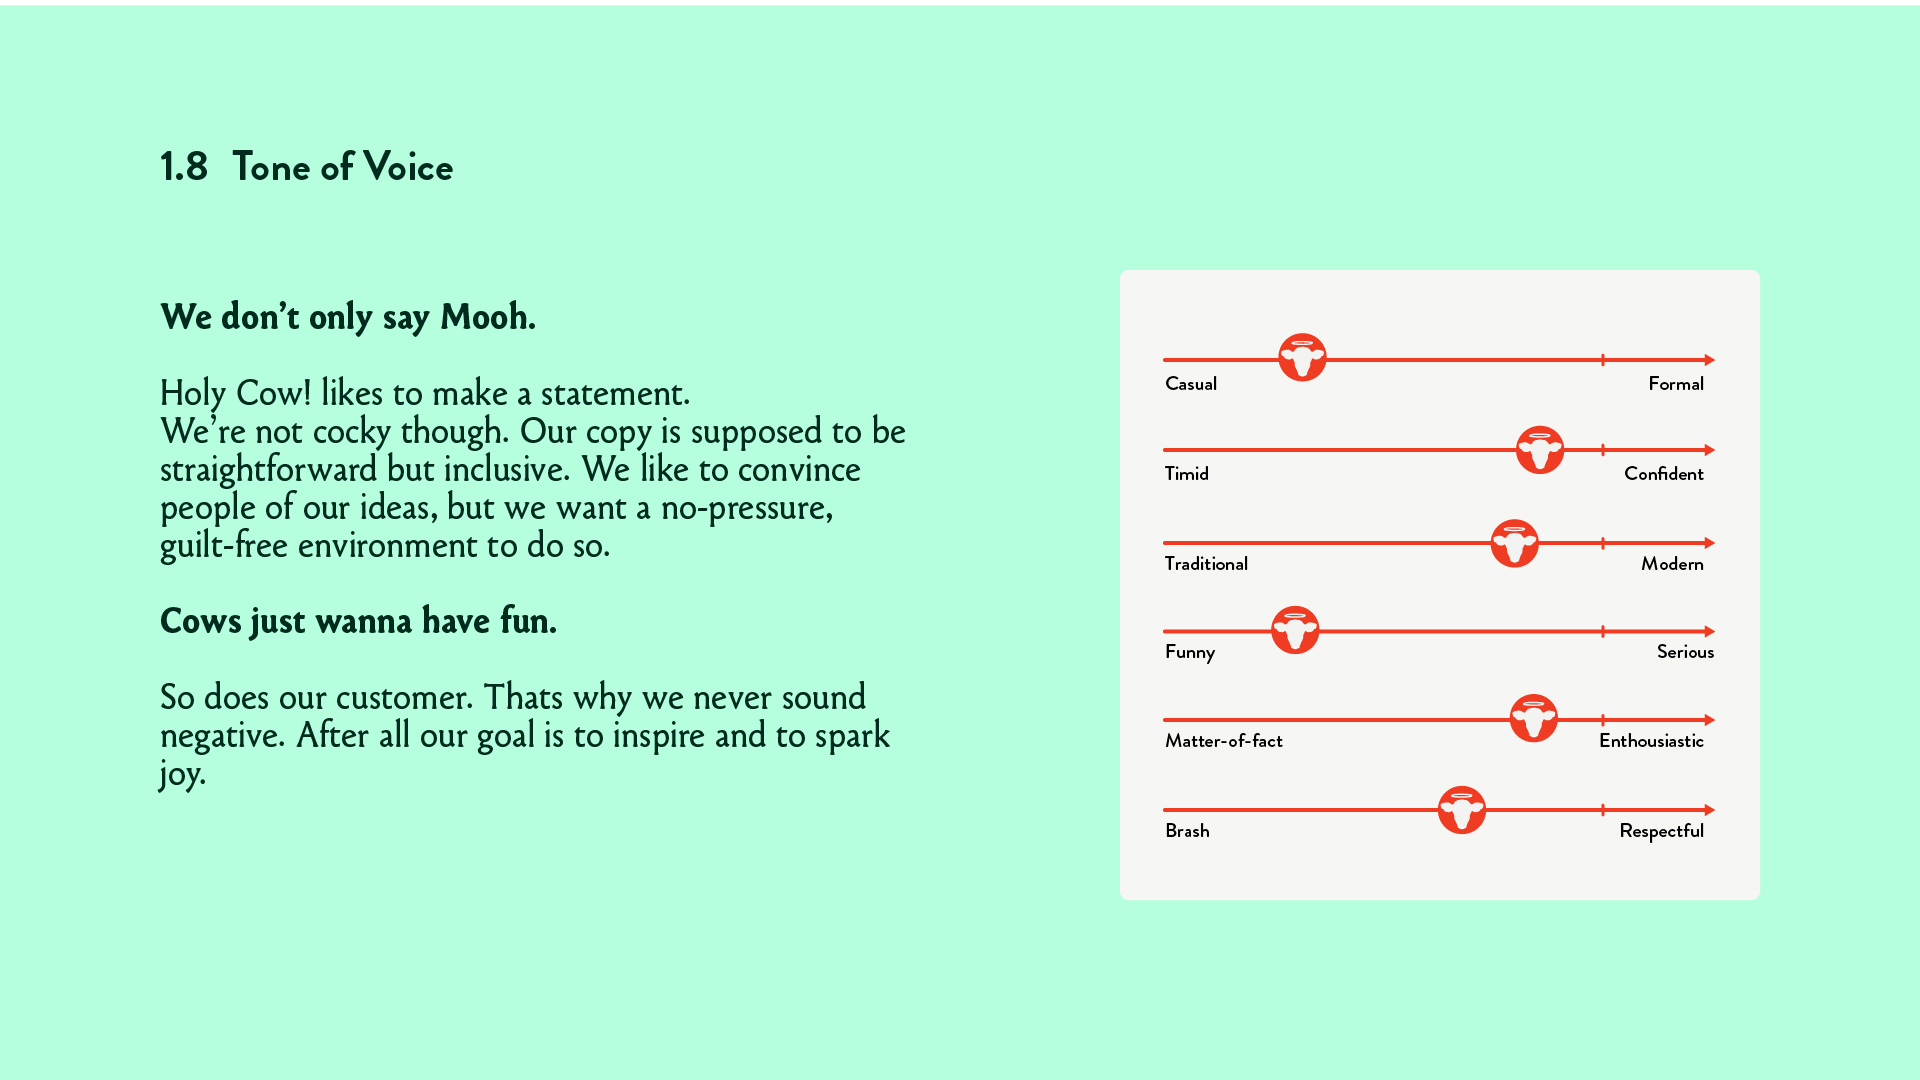 1.8 Tone of Voice
We don’t only say Mooh.
Holy Cow! likes to make a statement.
We’re not cocky though. Our copy is supposed to be
straightforward but inclusive. We like to convince
people of our ideas, but we want a no-pressure,
guilt-free environment to do so.
Cows just wanna have fun.
So does our customer. Thats why we never sound
negative. After all our goal is to inspire and to spark
joy.
Casual Formal
Timid Confident
Traditional Modern
Funny Serious
Matter-of-fact Enthousiastic
Brash Respectful